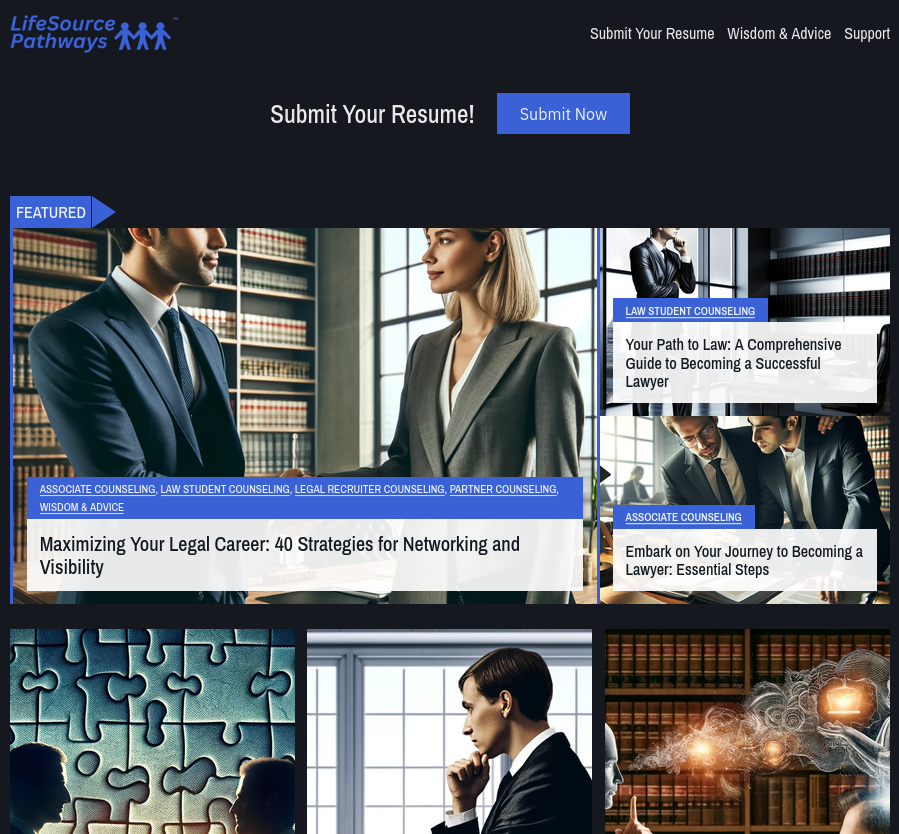 LifeSource
Pathways
™
Submit Your Resume Wisdom & Advice Support
Submit Your Resume!
Submit Now
FEATURED
ASSOCIATE COUNSELING, LAW STUDENT COUNSELING, LEGAL RECRUITER COUNSELING, PARTNER COUNSELING,
WISDOM & ADVICE
Maximizing Your Legal Career: 40 Strategies for Networking and
Visibility
LAW STUDENT COUNSELING
Your Path to Law: A Comprehensive
Guide to Becoming a Successful
Lawyer
ASSOCIATE COUNSELING
Embark on Your Journey to Becoming a
Lawyer: Essential Steps